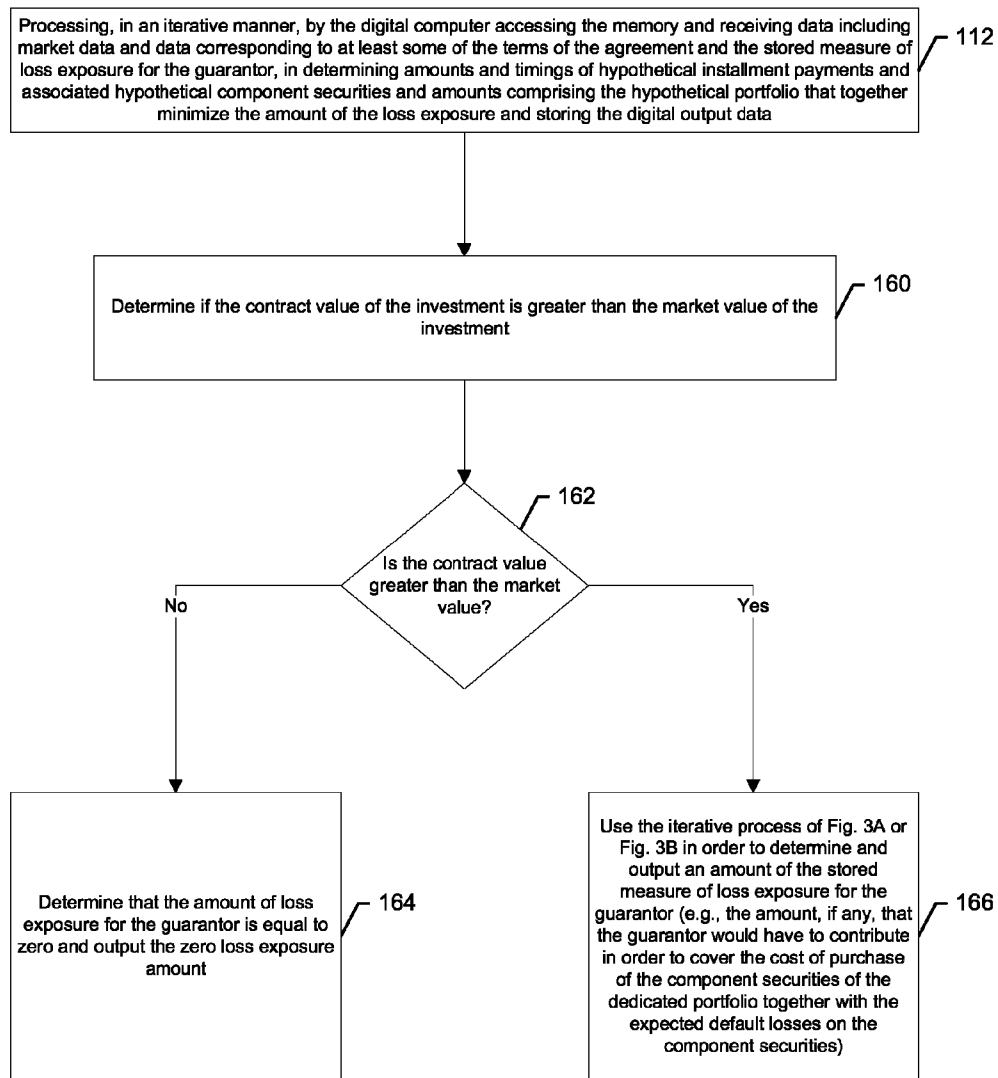 Processing, in an iterative manner, by the digital computer accessing the memory and receiving data including
market data and data corresponding to at least some of the terms of the agreement and the stored measure of
loss exposure for the guarantor, in determining amounts and timings of hypothetical installment payments and
associated hypothetical component securities and amounts comprising the hypothetical portfolio that together
minimize the amount of the loss exposure and storing the digital output data
112
Determine if the contract value of the investment is greater than the market value of the
investment
160
162
Is the contract value
greater than the market
value?
No
Yes
Determine that the amount of loss
exposure for the guarantor is equal to
zero and output the zero loss exposure
amount
164
Use the iterative process of Fig. 3A or
Fig. 3B in order to determine and
output an amount of the stored
measure of loss exposure for the
guarantor (e.g., the amount, if any, that
the guarantor would have to contribute
in order to cover the cost of purchase
of the component securities of the
dedicated portfolio together with the
expected default losses on the
component securities)
166